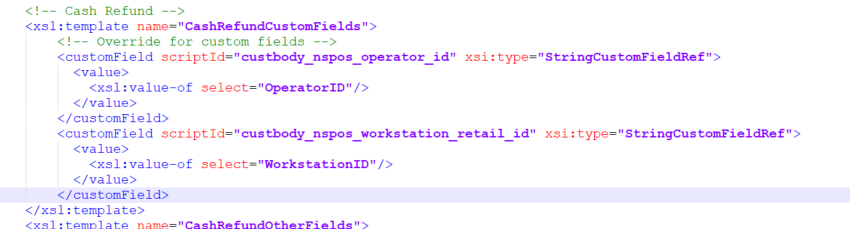 <!-- Cash Refund -->
<xsl:template name="CashRefundCustomFields">
<!-- Override for custom fields -->
<customField scriptId="custbody_nspos_operator_id" xsi:type="StringCustomFieldRef">
<value>
<xsl:value-of select="OperatorID"/>
</value>
</customField>
<customField scriptId="custbody_nspos_workstation_retail_id" xsi:type="StringCustomFieldRef">
<value>
<xsl:value-of select="WorkstationID"/>
</value>
</customField>
</xsl:template>
<xsl:template name="CashRefundOtherFields">